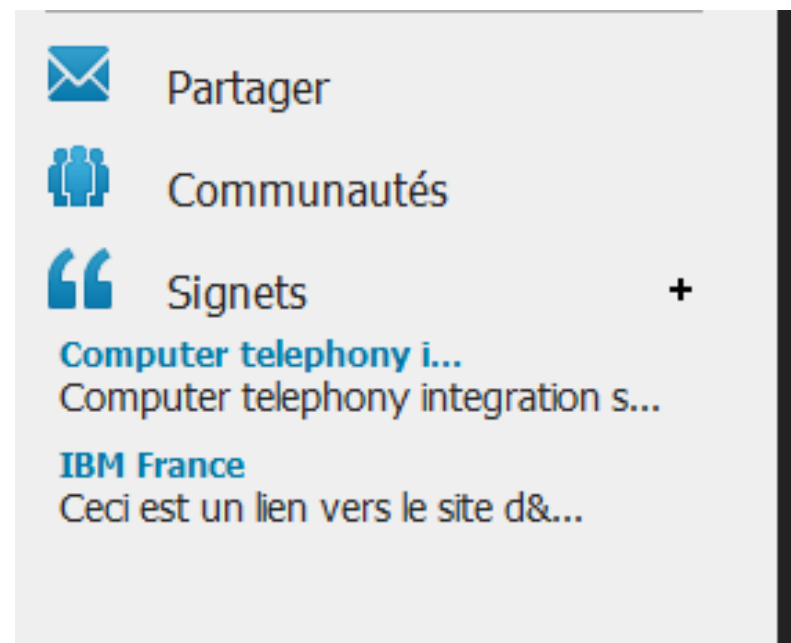 Partager
Communautés
Signets +
Computer telephony i...
Computer telephony integration s...
IBM France
Ceci est un lien vers le site d&...